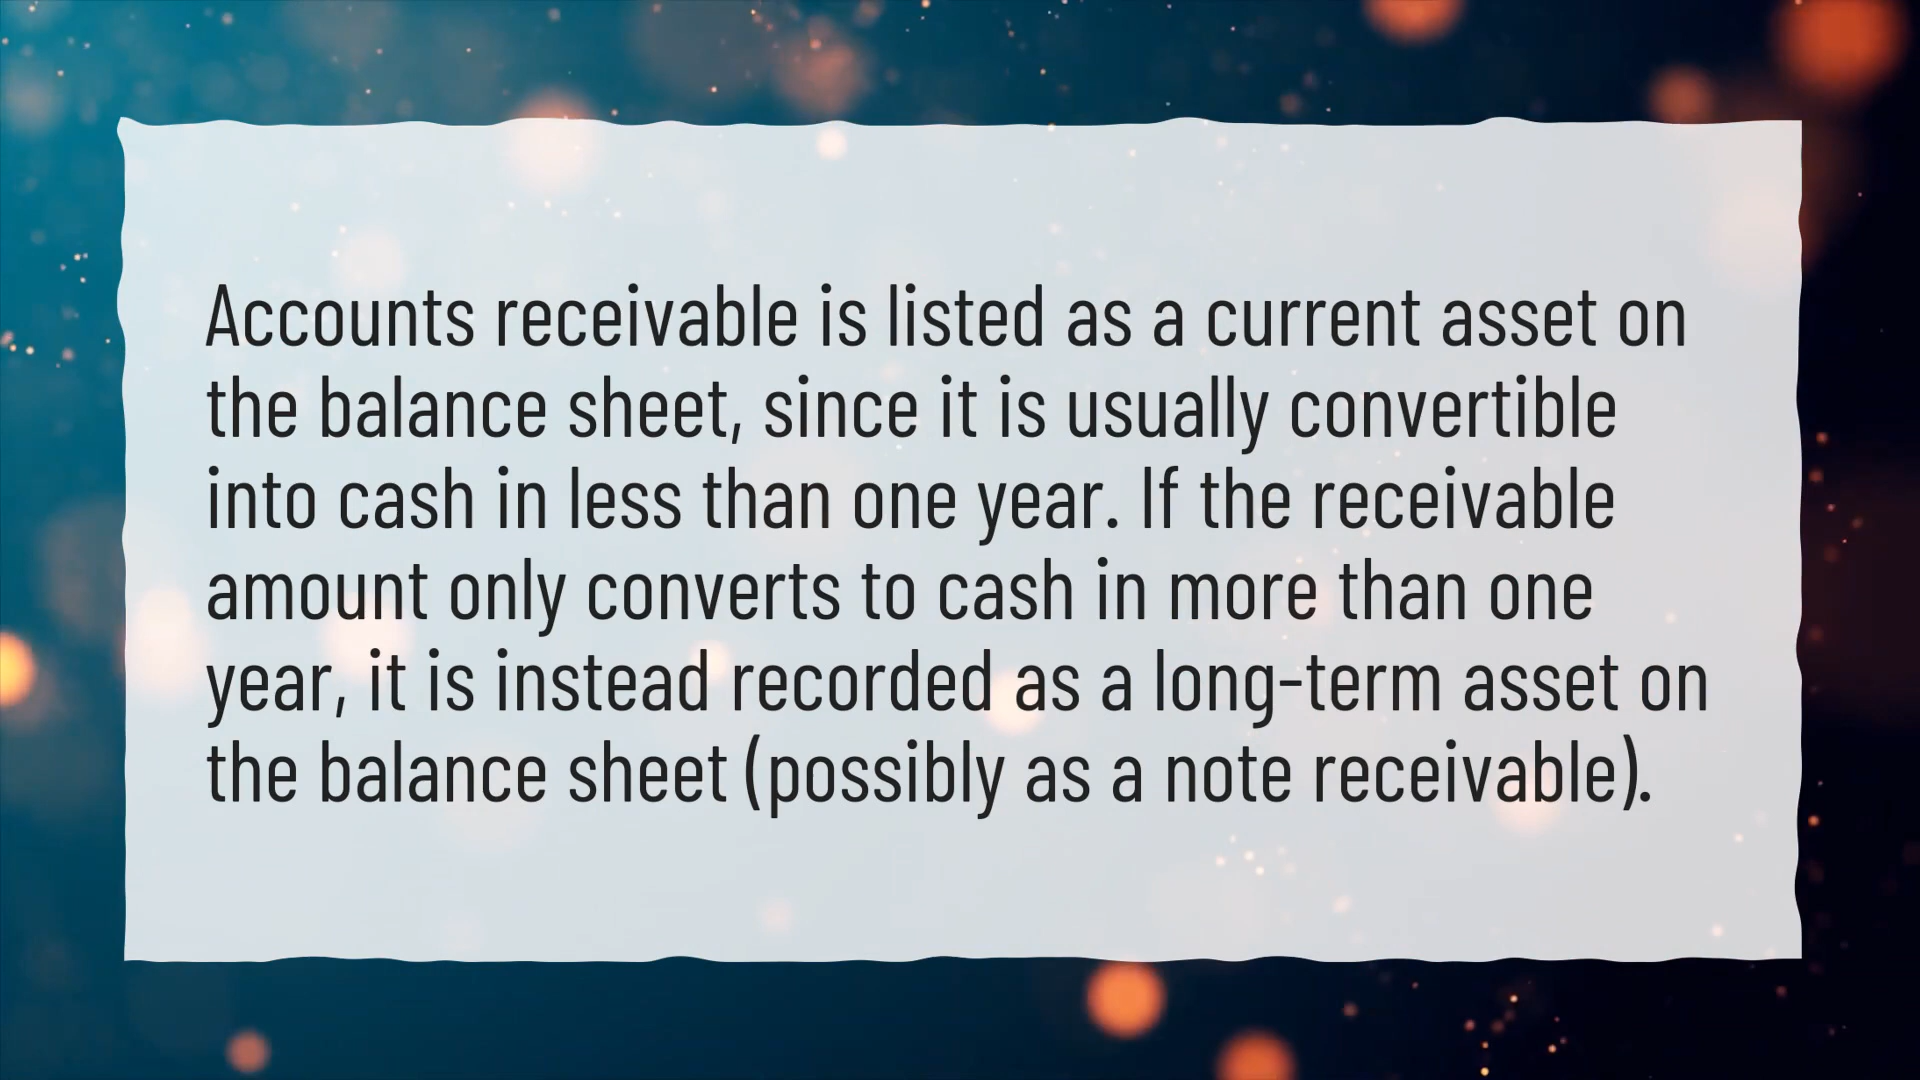 Accounts receivable is listed as a current asset on
the balance sheet, since it is usually convertible
into cash in less than one year. If the receivable
amount only converts to cash in more than one
year, it is instead recorded as a long-term asset on
the balance sheet (possibly as a note receivable).